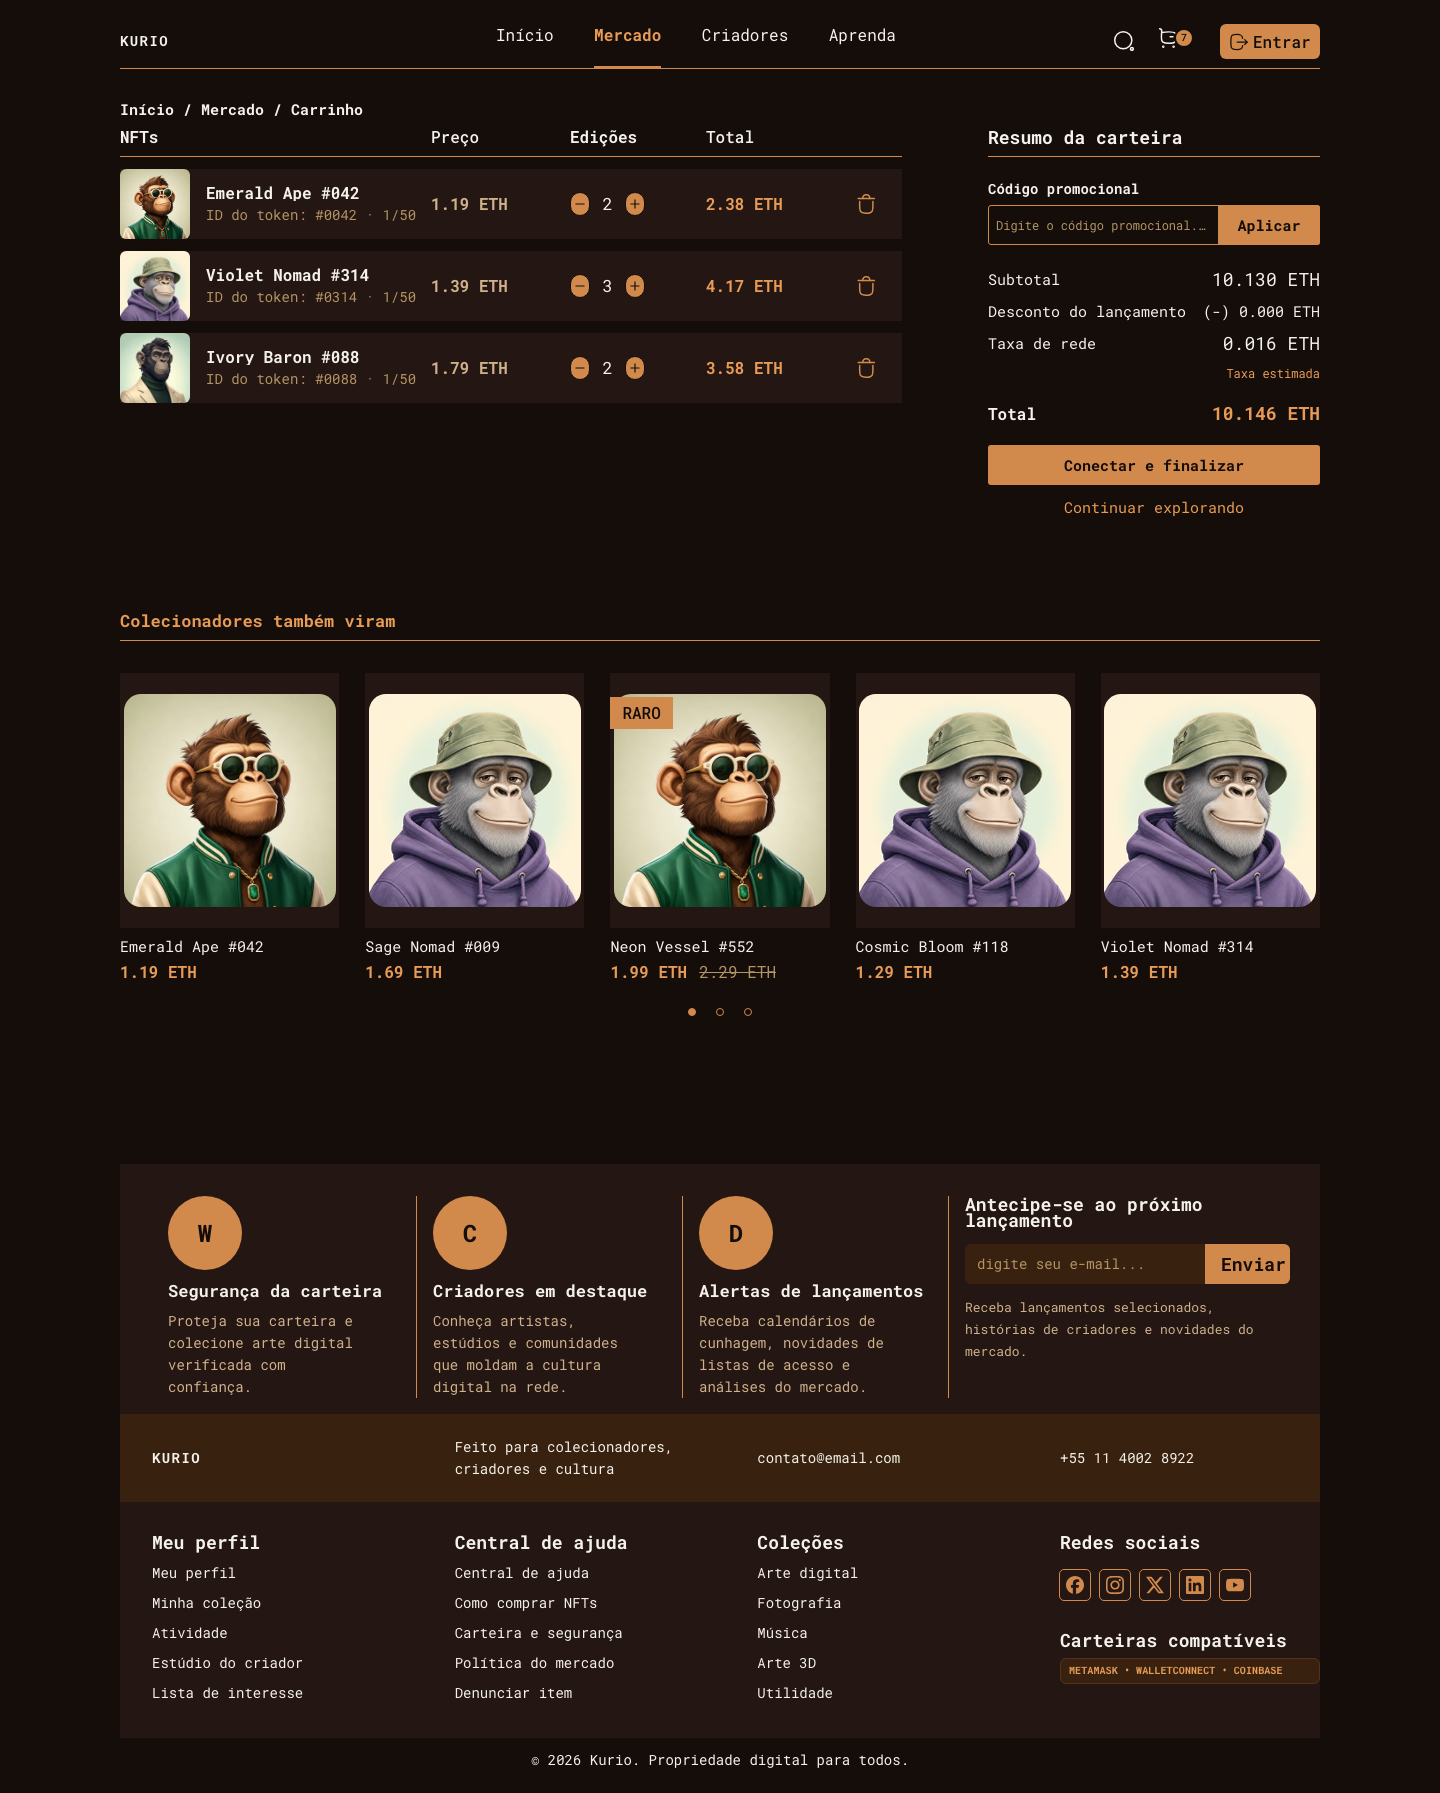 KURIO
Início
Mercado
Criadores
Aprenda
7
Entrar
Início / Mercado / Carrinho
NFTs
Preço
Edições
Total
Emerald Ape #042
ID do token: #0042 · 1/50
1.19 ETH
2
2.38 ETH
Violet Nomad #314
ID do token: #0314 · 1/50
1.39 ETH
3
4.17 ETH
Ivory Baron #088
ID do token: #0088 · 1/50
1.79 ETH
2
3.58 ETH
Resumo da carteira
Código promocional
Digite o código promocional...
Aplicar
Subtotal
10.130 ETH
Desconto do lançamento
(-) 0.000 ETH
Taxa de rede
0.016 ETH
Taxa estimada
Total
10.146 ETH
Conectar e finalizar
Continuar explorando
Colecionadores também viram
RARO
Emerald Ape #042
1.19 ETH
Sage Nomad #009
1.69 ETH
Neon Vessel #552
1.99 ETH 2.29 ETH
Cosmic Bloom #118
1.29 ETH
Violet Nomad #314
1.39 ETH
W
Segurança da carteira
Proteja sua carteira e
colecione arte digital
verificada com
confiança.
C
Criadores em destaque
Conheça artistas,
estúdios e comunidades
que moldam a cultura
digital na rede.
D
Alertas de lançamentos
Receba calendários de
cunhagem, novidades de
listas de acesso e
análises do mercado.
Antecipe-se ao próximo
lançamento
digite seu e-mail...
Enviar
Receba lançamentos selecionados,
histórias de criadores e novidades do
mercado.
KURIO
Feito para colecionadores,
criadores e cultura
contato@email.com
+55 11 4002 8922
Meu perfil
Meu perfil
Minha coleção
Atividade
Estúdio do criador
Lista de interesse
Central de ajuda
Central de ajuda
Como comprar NFTs
Carteira e segurança
Política do mercado
Denunciar item
Coleções
Arte digital
Fotografia
Música
Arte 3D
Utilidade
Redes sociais
Carteiras compatíveis
METAMASK • WALLETCONNECT • COINBASE
© 2026 Kurio. Propriedade digital para todos.